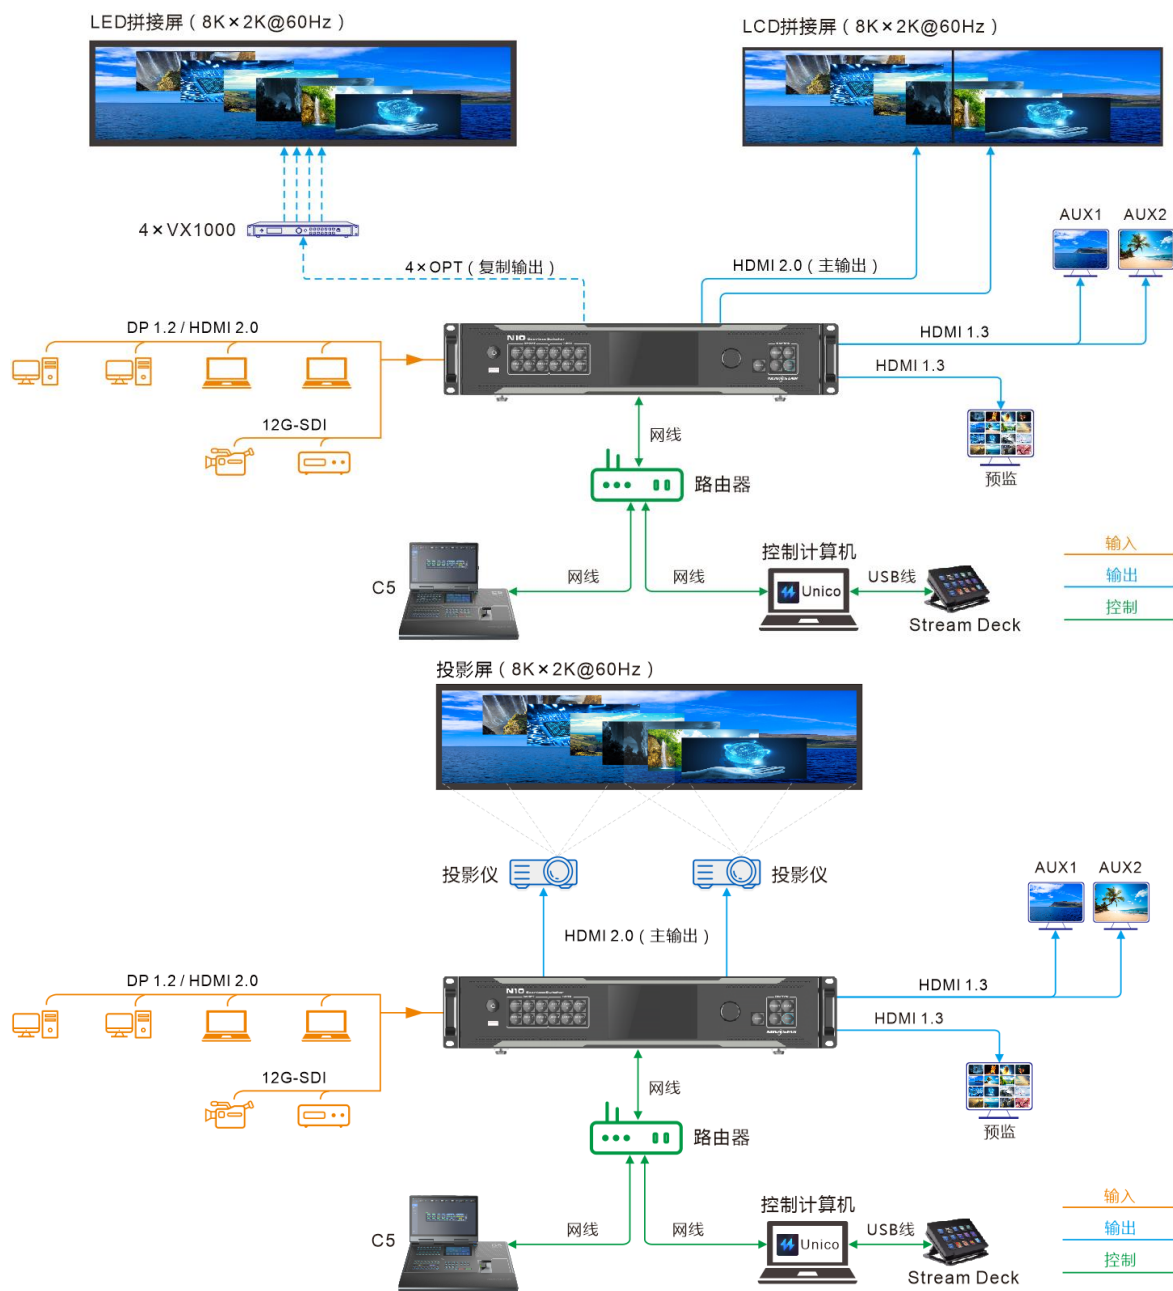 LED拼接屏（8K×2K@60Hz）
LCD拼接屏（8K×2K@60Hz）
4×VX1000
AUX1
AUX2
4×OPT（复制输出）
HDMI 2.0（主输出）
DP 1.2 / HDMI 2.0
N10
HDMI 1.3
HDMI 1.3
12G-SDI
网线
预监
路由器
控制计算机
输入
C5
网线
网线
Unico
USB线
输出
控制
Stream Deck
投影屏（8K×2K@60Hz）
投影仪
投影仪
AUX1
AUX2
HDMI 2.0（主输出）
DP 1.2 / HDMI 2.0
N10
HDMI 1.3
HDMI 1.3
12G-SDI
网线
预监
路由器
控制计算机
输入
C5
网线
网线
Unico
USB线
输出
控制
Stream Deck